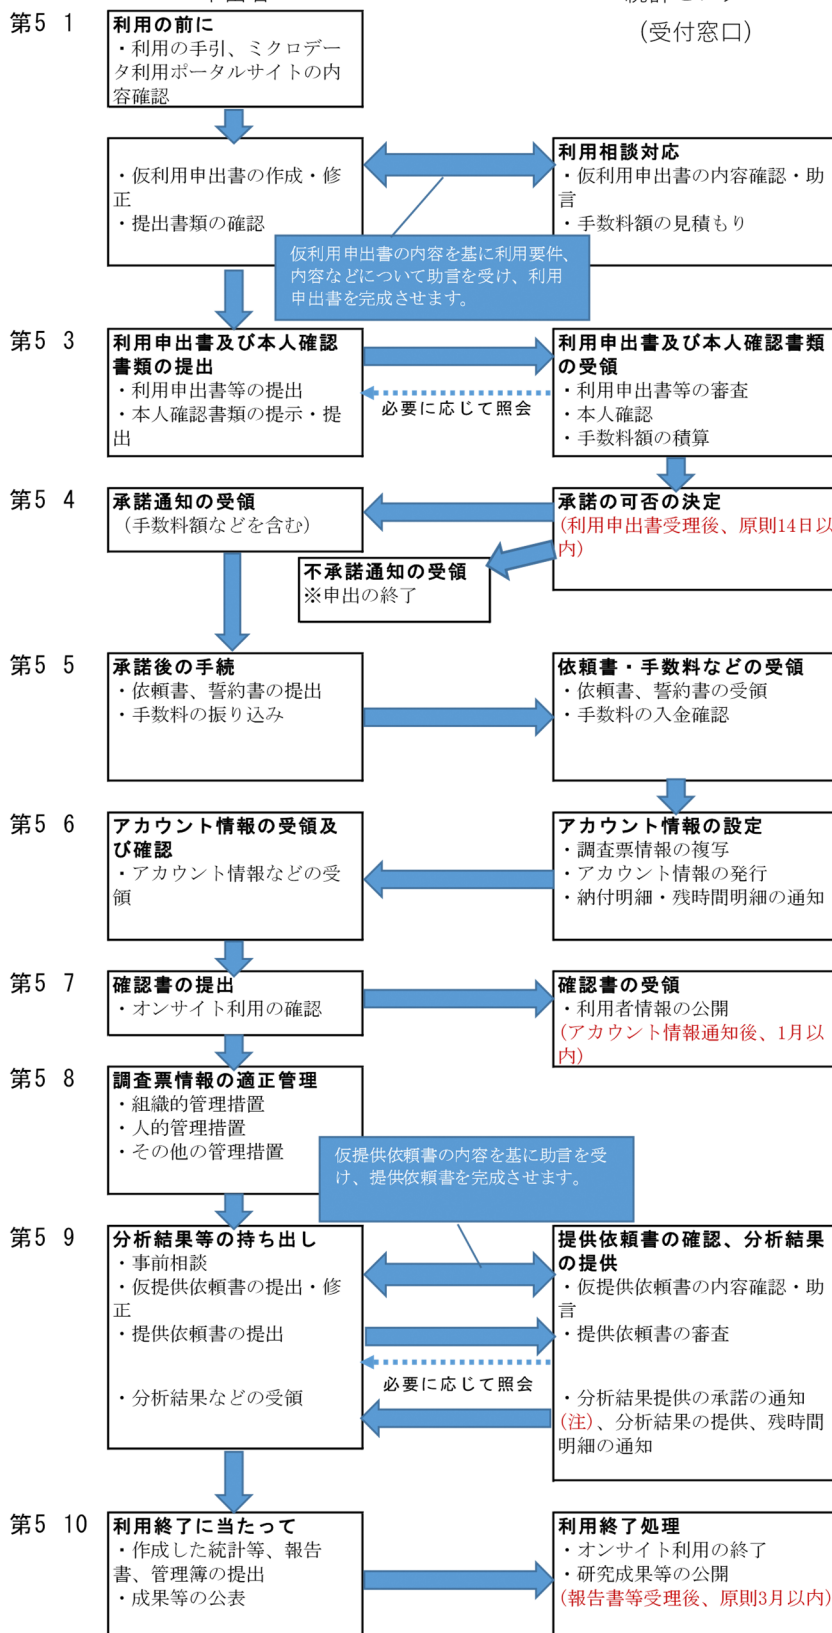 (受付窓口)
第5 1
利用の前に
・利用の手引、ミクロデー
タ利用ポータルサイトの内
容確認
・仮利用申出書の作成・修
正
・提出書類の確認
利用相談対応
・仮利用申出書の内容確認・助
言
・手数料額の見積もり
仮利用申出書の内容を基に利用要件、
内容などについて助言を受け、利用
申出書を完成させます。
第5 3
利用申出書及び本人確認
書類の提出
・利用申出書等の提出
・本人確認書類の提示・提
出
必要に応じて照会
利用申出書及び本人確認書類
の受領
・利用申出書等の審査
・本人確認
・手数料額の積算
第5 4
承諾通知の受領
（手数料額などを含む）
承諾の可否の決定
(利用申出書受理後、原則14日以
内)
不承諾通知の受領
※申出の終了
第5 5
承諾後の手続
・依頼書、誓約書の提出
・手数料の振り込み
依頼書・手数料などの受領
・依頼書、誓約書の受領
・手数料の入金確認
第5 6
アカウント情報の受領及
び確認
・アカウント情報などの受
領
アカウント情報の設定
・調査票情報の複写
・アカウント情報の発行
・納付明細・残時間明細の通知
第5 7
確認書の提出
・オンサイト利用の確認
確認書の受領
・利用者情報の公開
(アカウント情報通知後、1月以
内)
第5 8
調査票情報の適正管理
・組織的管理措置
・人的管理措置
・その他の管理措置
仮提供依頼書の内容を基に助言を受
け、提供依頼書を完成させます。
第5 9
分析結果等の持ち出し
・事前相談
・仮提供依頼書の提出・修
正
・提供依頼書の提出
・分析結果などの受領
必要に応じて照会
提供依頼書の確認、分析結果
の提供
・仮提供依頼書の内容確認・助
言
・提供依頼書の審査
・分析結果提供の承諾の通知
(注)、分析結果の提供、残時間
明細の通知
第5 10
利用終了に当たって
・作成した統計等、報告
書、管理簿の提出
・成果等の公表
利用終了処理
・オンサイト利用の終了
・研究成果等の公開
(報告書等受理後、原則3月以内)